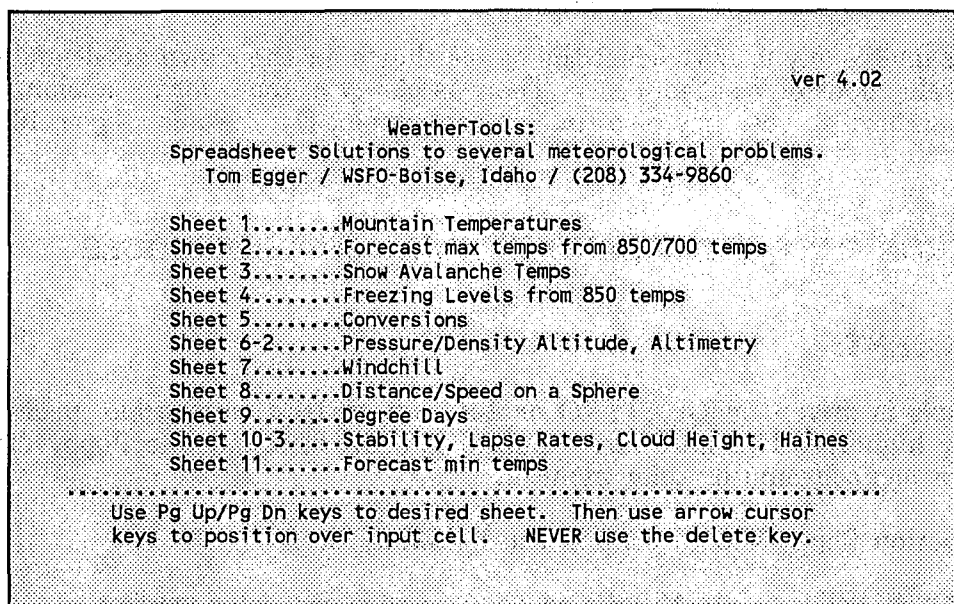 ver 4.02
WeatherTools:
Spreadsheet Solutions to several meteorological problems.
Tom Egger / WSFO-Boise, Idaho / (208) 334-9860
Sheet 1........Mountain Temperatures
Sheet 2........Forecast max temps from 850/700 temps
Sheet 3........Snow Avalanche Temps
Sheet 4........Freezing Levels from 850 temps
Sheet 5........Conversions
Sheet 6-2......Pressure/Density Altitude, Altimetry
Sheet 7........Windchill
Sheet 8........Distance/Speed on a Sphere
Sheet 9........Degree Days
Sheet 10-3.....Stability, Lapse Rates, Cloud Height, Haines
Sheet 11.......Forecast min temps
Use Pg Up/Pg Dn keys to desired sheet. Then use arrow cursor
keys to position over input cell. NEVER use the delete key.